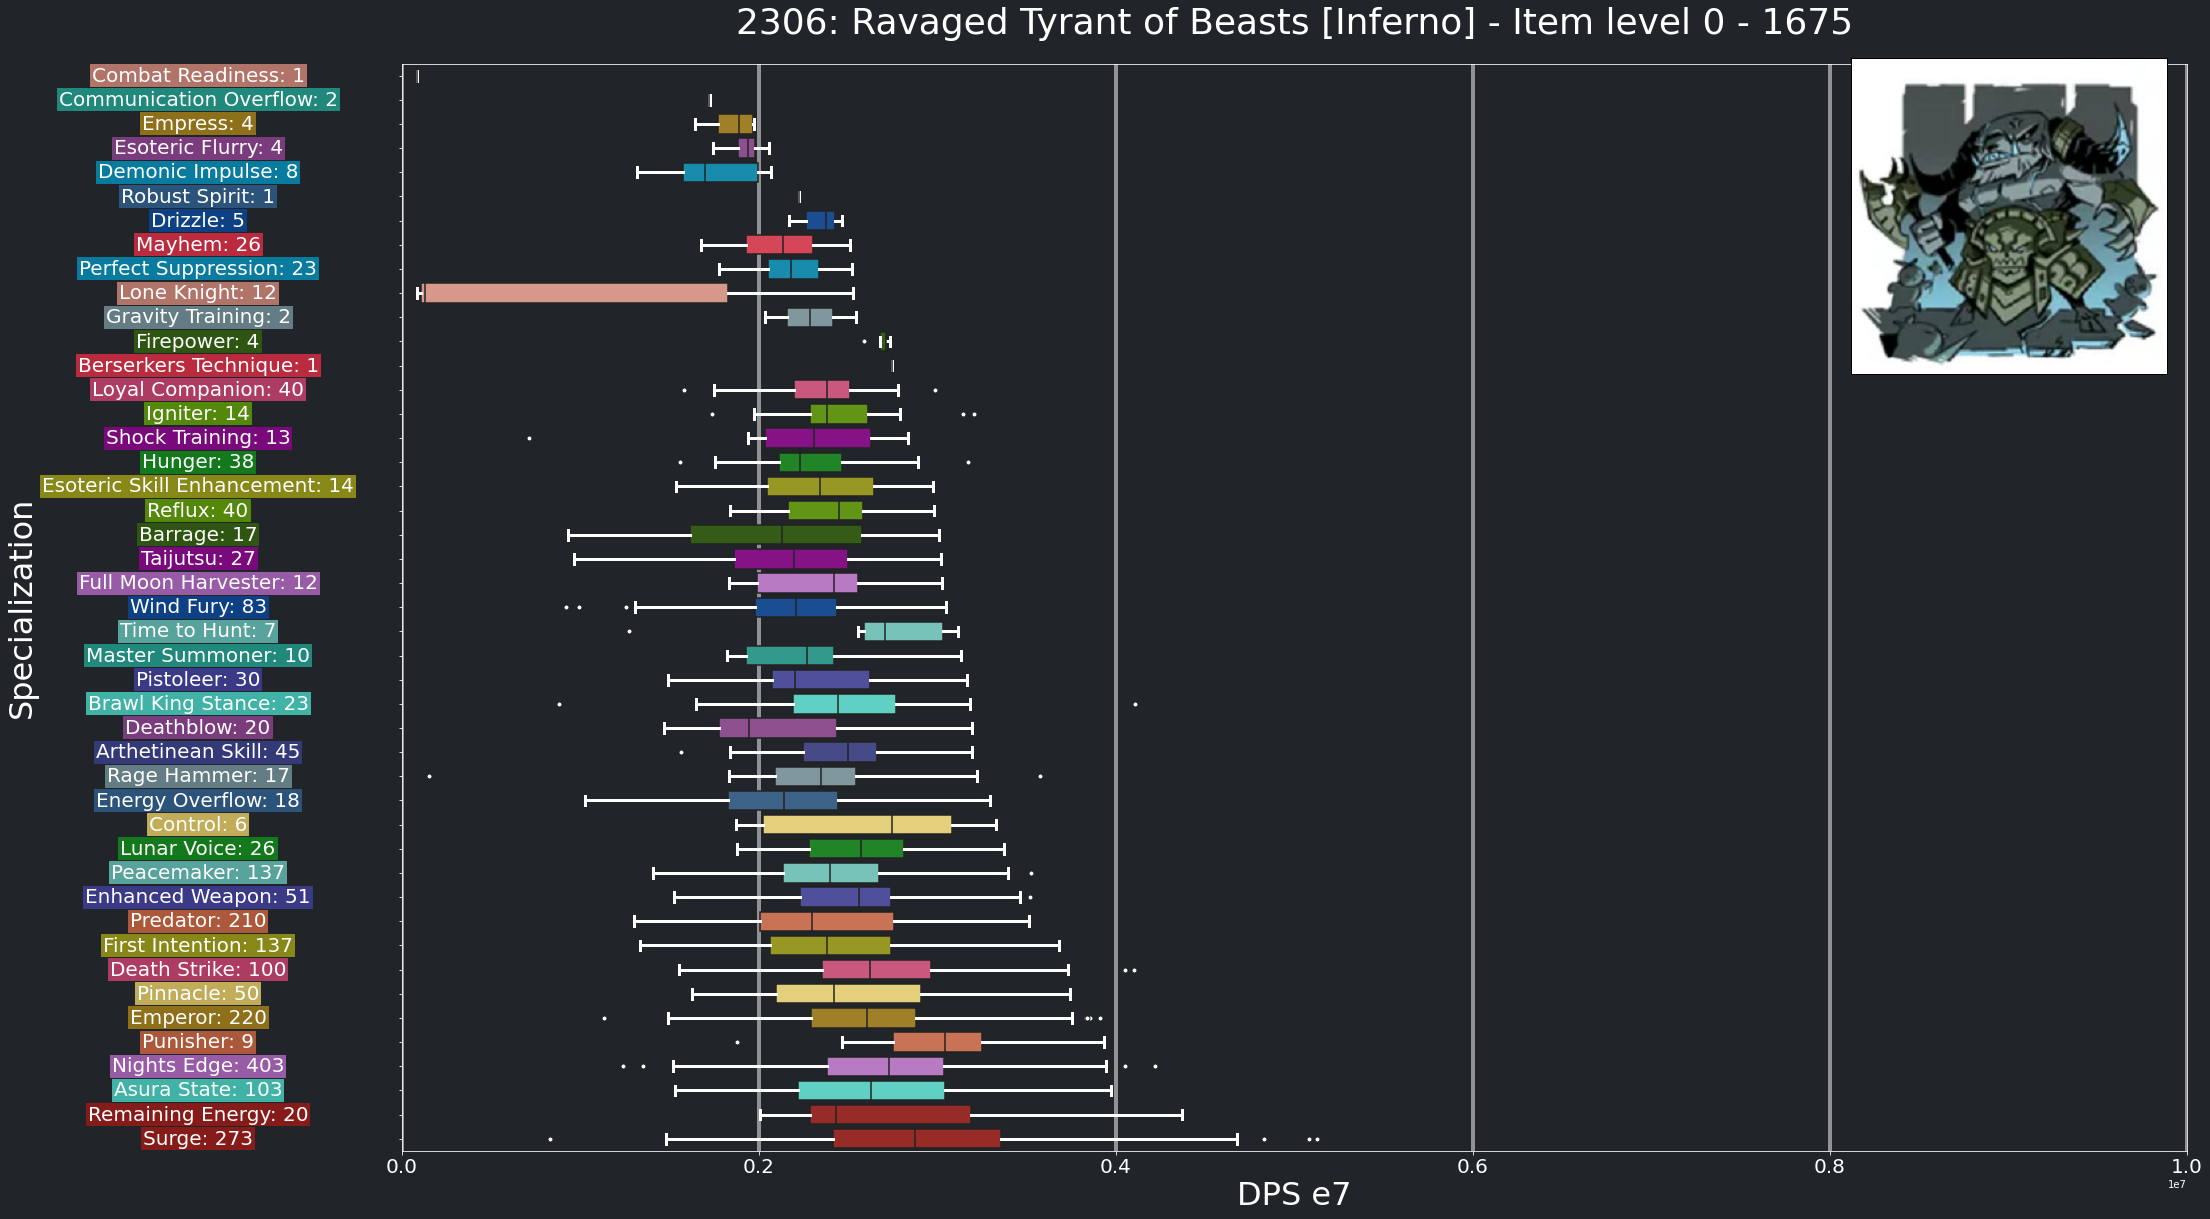 2306: Ravaged Tyrant of Beasts [Inferno] - Item level 0 - 1675
Specialization
Combat Readiness: 1
Communication Overflow: 2
Empress: 4
Esoteric Flurry: 4
Demonic Impulse: 8
Robust Spirit: 1
Drizzle: 5
Mayhem: 26
Perfect Suppression: 23
Lone Knight: 12
Gravity Training: 2
Firepower: 4
Berserkers Technique: 1
Loyal Companion: 40
Igniter: 14
Shock Training: 13
Hunger: 38
Esoteric Skill Enhancement: 14
Reflux: 40
Barrage: 17
Taijutsu: 27
Full Moon Harvester: 12
Wind Fury: 83
Time to Hunt: 7
Master Summoner: 10
Pistoleer: 30
Brawl King Stance: 23
Deathblow: 20
Arthetinean Skill: 45
Rage Hammer: 17
Energy Overflow: 18
Control: 6
Lunar Voice: 26
Peacemaker: 137
Enhanced Weapon: 51
Predator: 210
First Intention: 137
Death Strike: 100
Pinnacle: 50
Emperor: 220
Punisher: 9
Nights Edge: 403
Asura State: 103
Remaining Energy: 20
Surge: 273
0.0 0.2 0.4 0.6 0.8 1.0
1e7
DPS e7